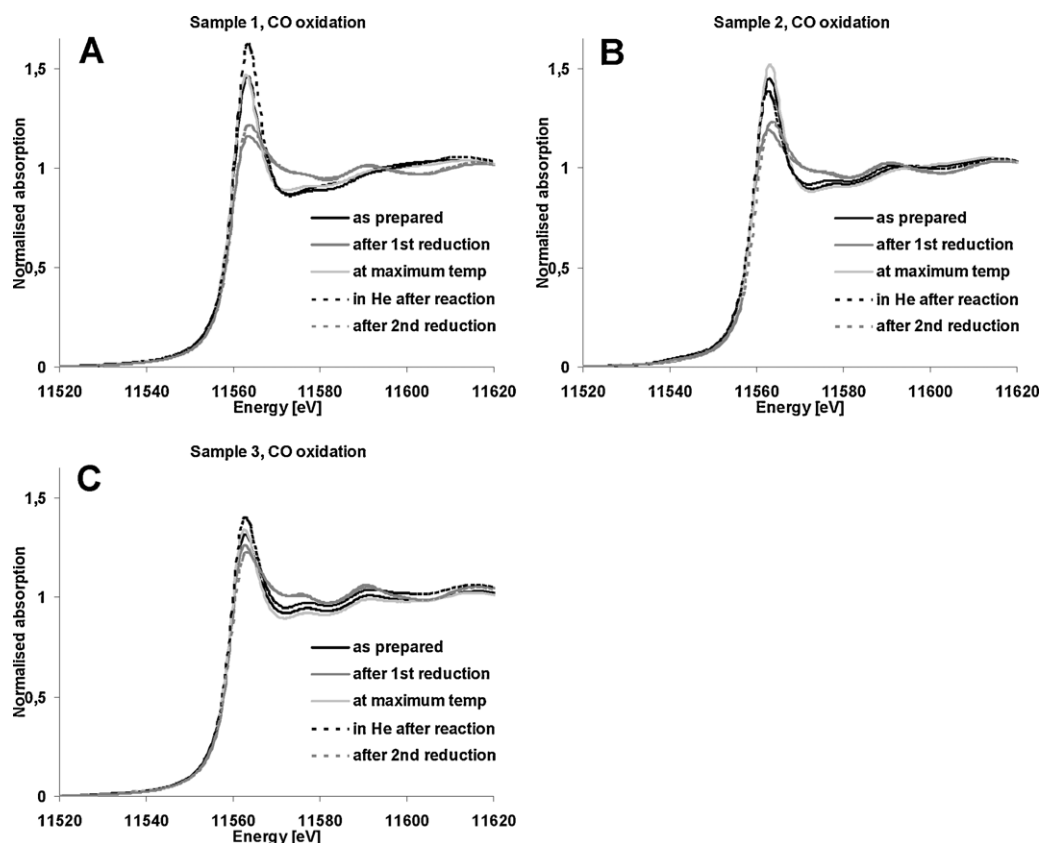 Sample 1, CO oxidation
A
Normalised absorption
1,5
1
0,5
0
as prepared
after 1st reduction
at maximum temp
in He after reaction
after 2nd reduction
11520 11540 11560 11580 11600 11620
Energy [eV]
Sample 2, CO oxidation
B
Normalised absorption
1,5
1
0,5
0
as prepared
after 1st reduction
at maximum temp
in He after reaction
after 2nd reduction
11520 11540 11560 11580 11600 11620
Energy [eV]
Sample 3, CO oxidation
C
Normalised absorption
1,5
1
0,5
0
as prepared
after 1st reduction
at maximum temp
in He after reaction
after 2nd reduction
11520 11540 11560 11580 11600 11620
Energy [eV]